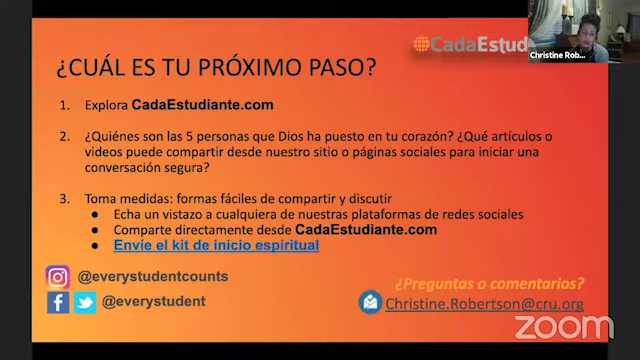 CadaEstud
Christine Rob...
¿CUÁL ES TU PRÓXIMO PASO?
1. Explora CadaEstudiante.com
2. ¿Quiénes son las 5 personas que Dios ha puesto en tu corazón? ¿Qué artículos o
videos puede compartir desde nuestro sitio o páginas sociales para iniciar una
conversación segura?
3. Toma medidas: formas fáciles de compartir y discutir
● Echa un vistazo a cualquiera de nuestras plataformas de redes sociales
● Comparte directamente desde CadaEstudiante.com
● Envíe el kit de inicio espiritual
@everystudentcounts
@everystudent
¿Preguntas o comentarios?
Christine.Robertson@cru.org
zoom